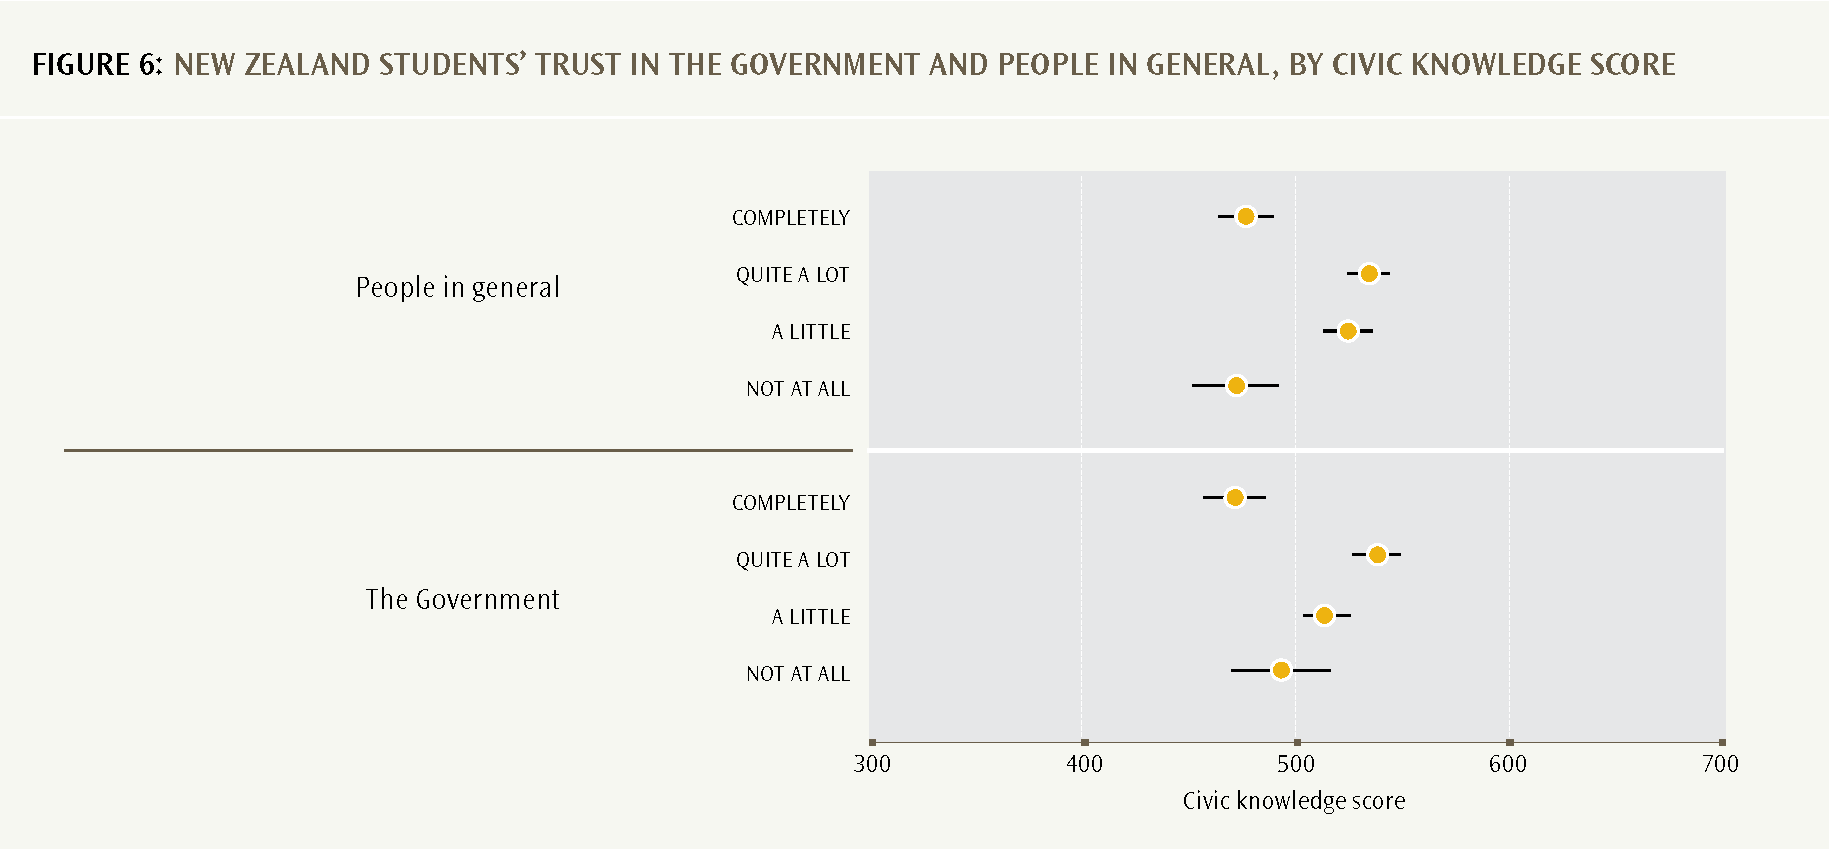 FIGURE 6: NEW ZEALAND STUDENTS’ TRUST IN THE GOVERNMENT AND PEOPLE IN GENERAL, BY CIVIC KNOWLEDGE SCORE
People in general
COMPLETELY
QUITE A LOT
A LITTLE
NOT AT ALL
The Government
COMPLETELY
QUITE A LOT
A LITTLE
NOT AT ALL
300 400 500 600 700
Civic knowledge score